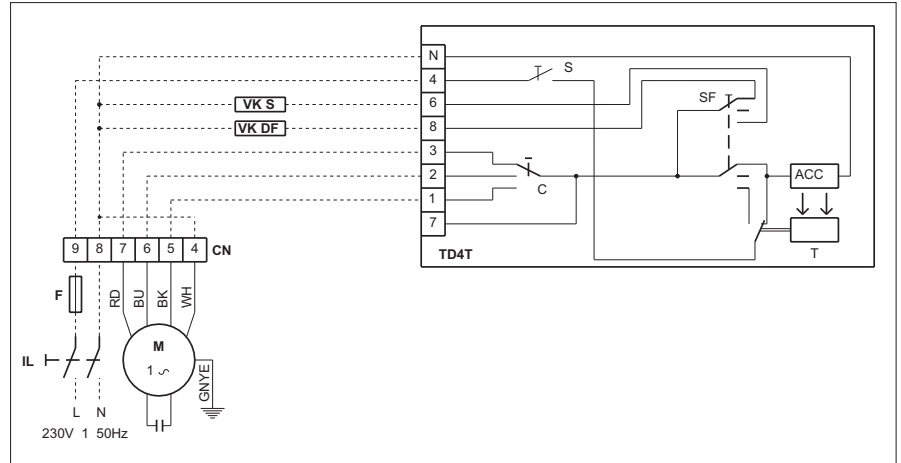 N
4
6
8
3
2
1
7
TD4T
S
SF
C
ACC
T
VK S
VK DF
9 8 7 6 5 4 CN
F
RD
BU
BK
WH
IL
M
1 ~
GNYE
L N
230V 1 50Hz